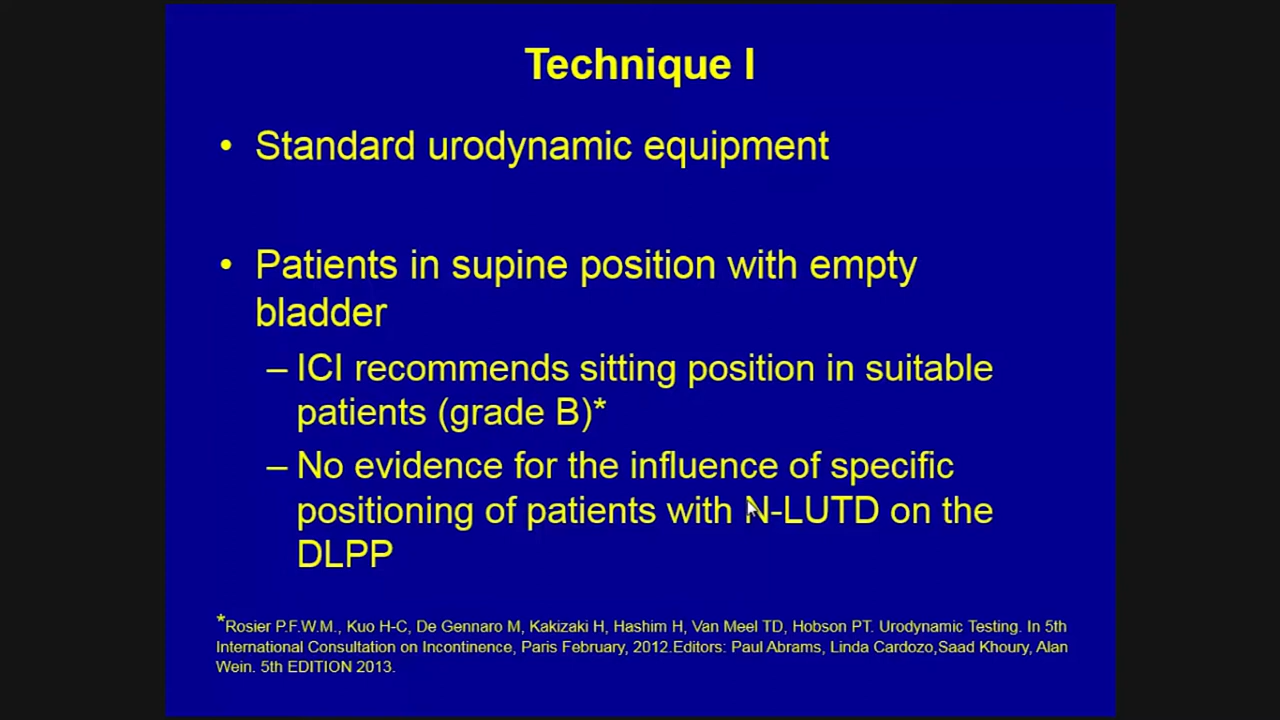 Technique I
• Standard urodynamic equipment
• Patients in supine position with empty
bladder
– ICI recommends sitting position in suitable
patients (grade B)*
– No evidence for the influence of specific
positioning of patients with N-LUTD on the
DLPP
*Rosier P.F.W.M., Kuo H-C, De Gennaro M, Kakizaki H, Hashim H, Van Meel TD, Hobson PT. Urodynamic Testing. In 5th
International Consultation on Incontinence, Paris February, 2012.Editors: Paul Abrams, Linda Cardozo,Saad Khoury, Alan
Wein. 5th EDITION 2013.